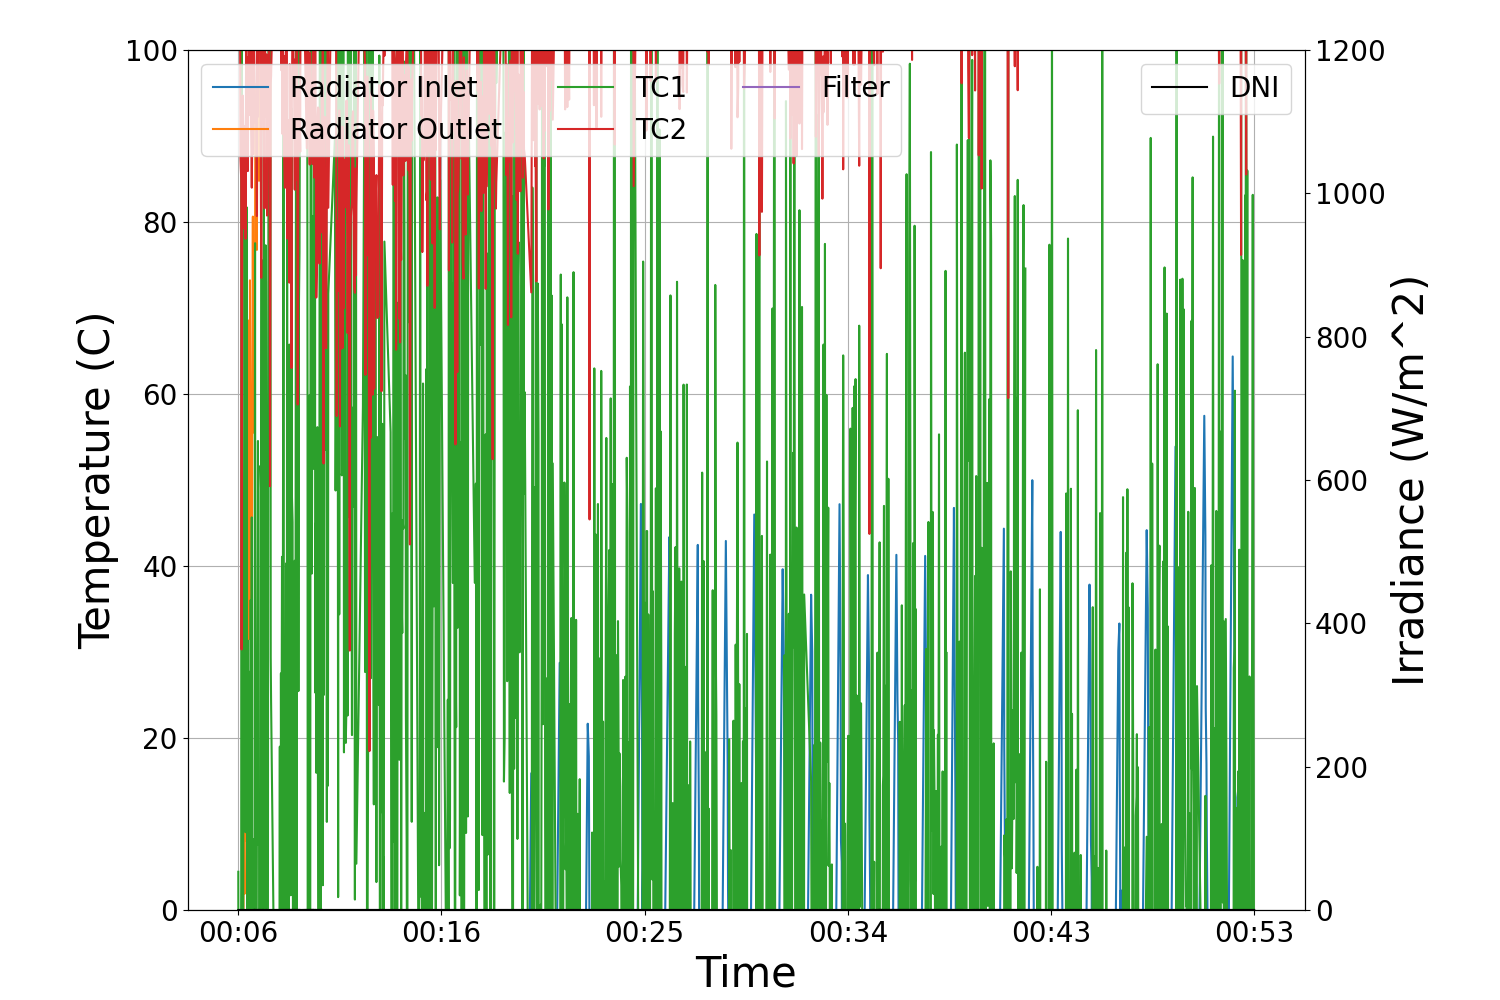 Radiator Inlet
Radiator Outlet
TC1
TC2
Filter
DNI
Temperature (C)
100
80
60
40
20
0
Irradiance (W/m^2)
1200
1000
800
600
400
200
0
00:06 00:16 00:25 00:34 00:43 00:53
Time